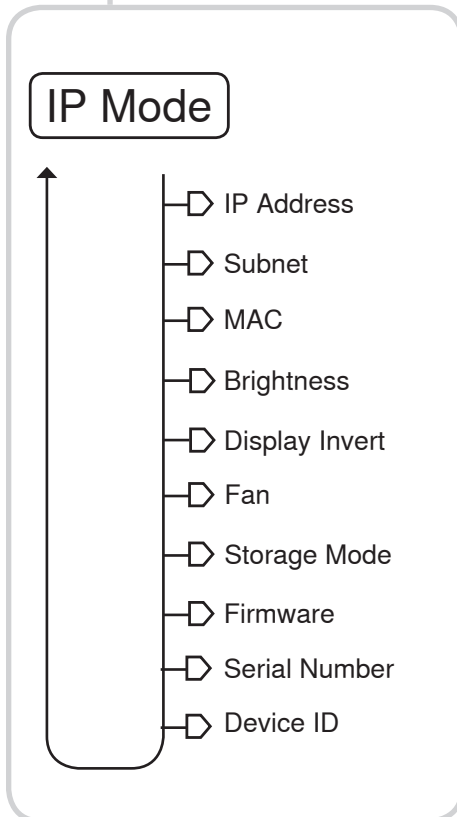 IP Mode
IP Address
Subnet
MAC
Brightness
Display Invert
Fan
Storage Mode
Firmware
Serial Number
Device ID